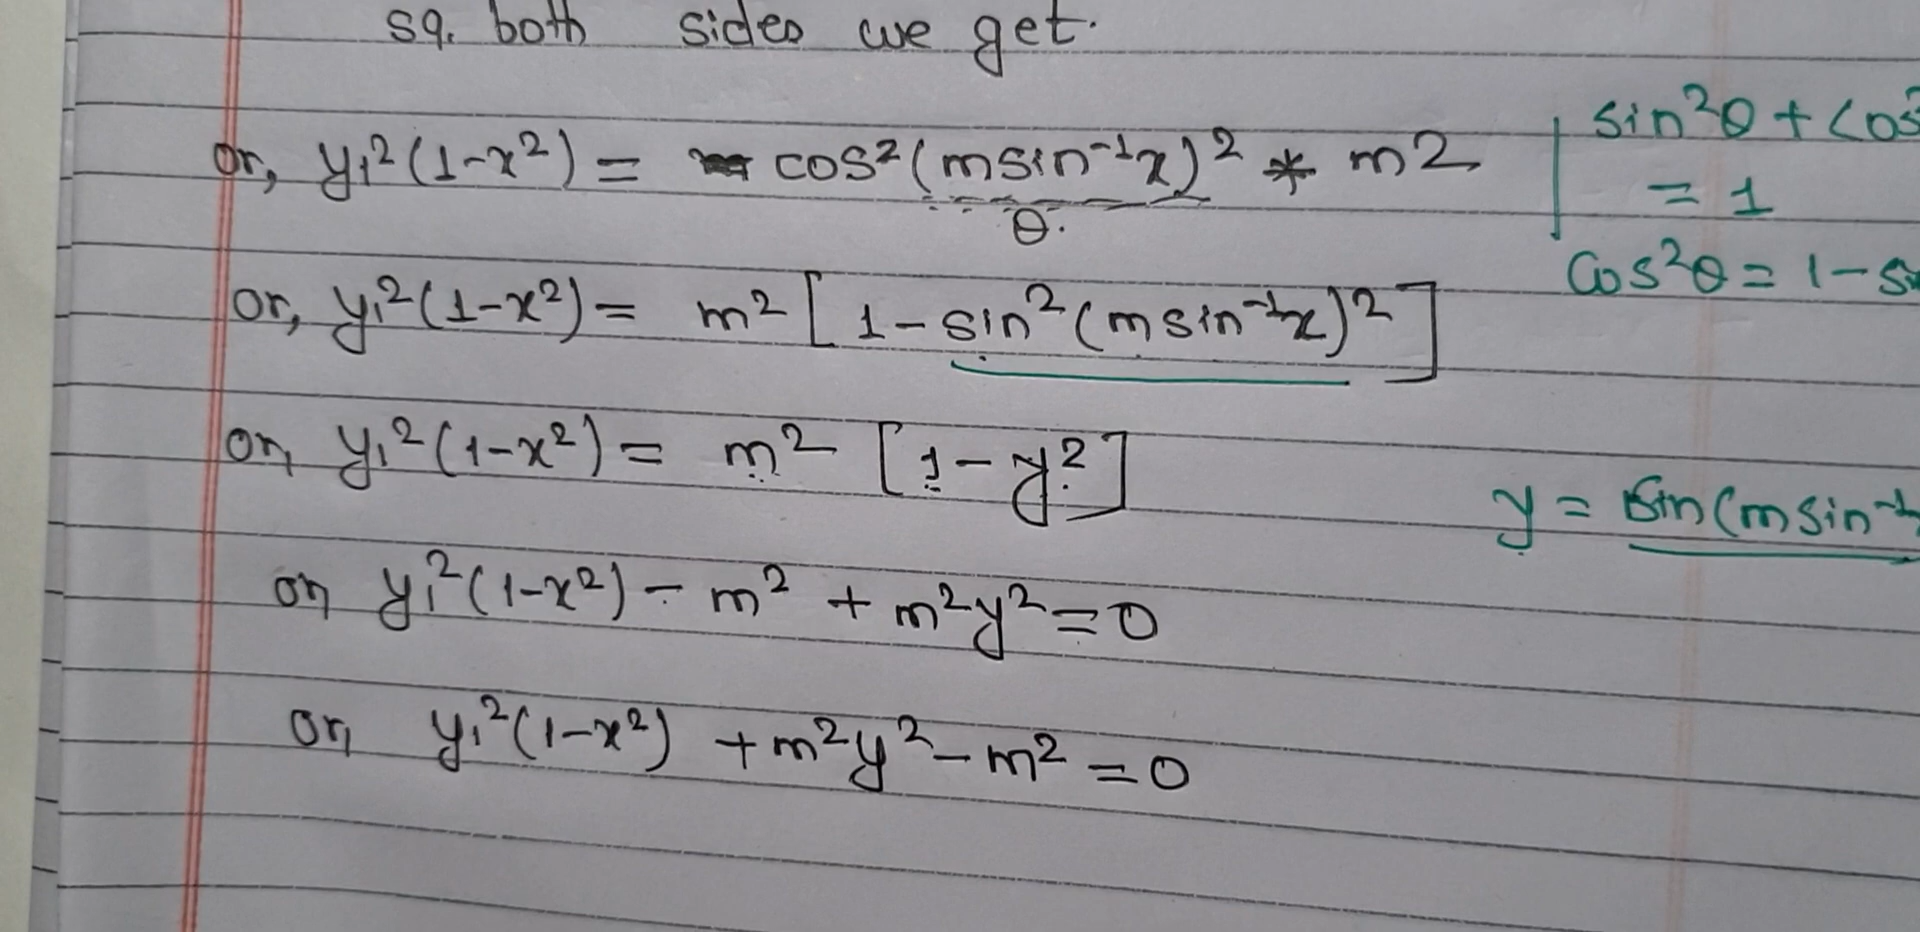 sq. both sides we get.
or, y₁²(1-x²) = cos²(msin⁻¹x)² * m2
θ.
sin²θ + cos²
= 1
cos²θ = 1 - s
or, y₁²(1-x²) = m² [1 - sin²(msin⁻¹x)²]
or, y₁²(1-x²) = m² [1 - y²]
y = sin(msin⁻¹
or, y₁²(1-x²) - m² + m²y² = 0
or, y₁²(1-x²) + m²y² - m² = 0